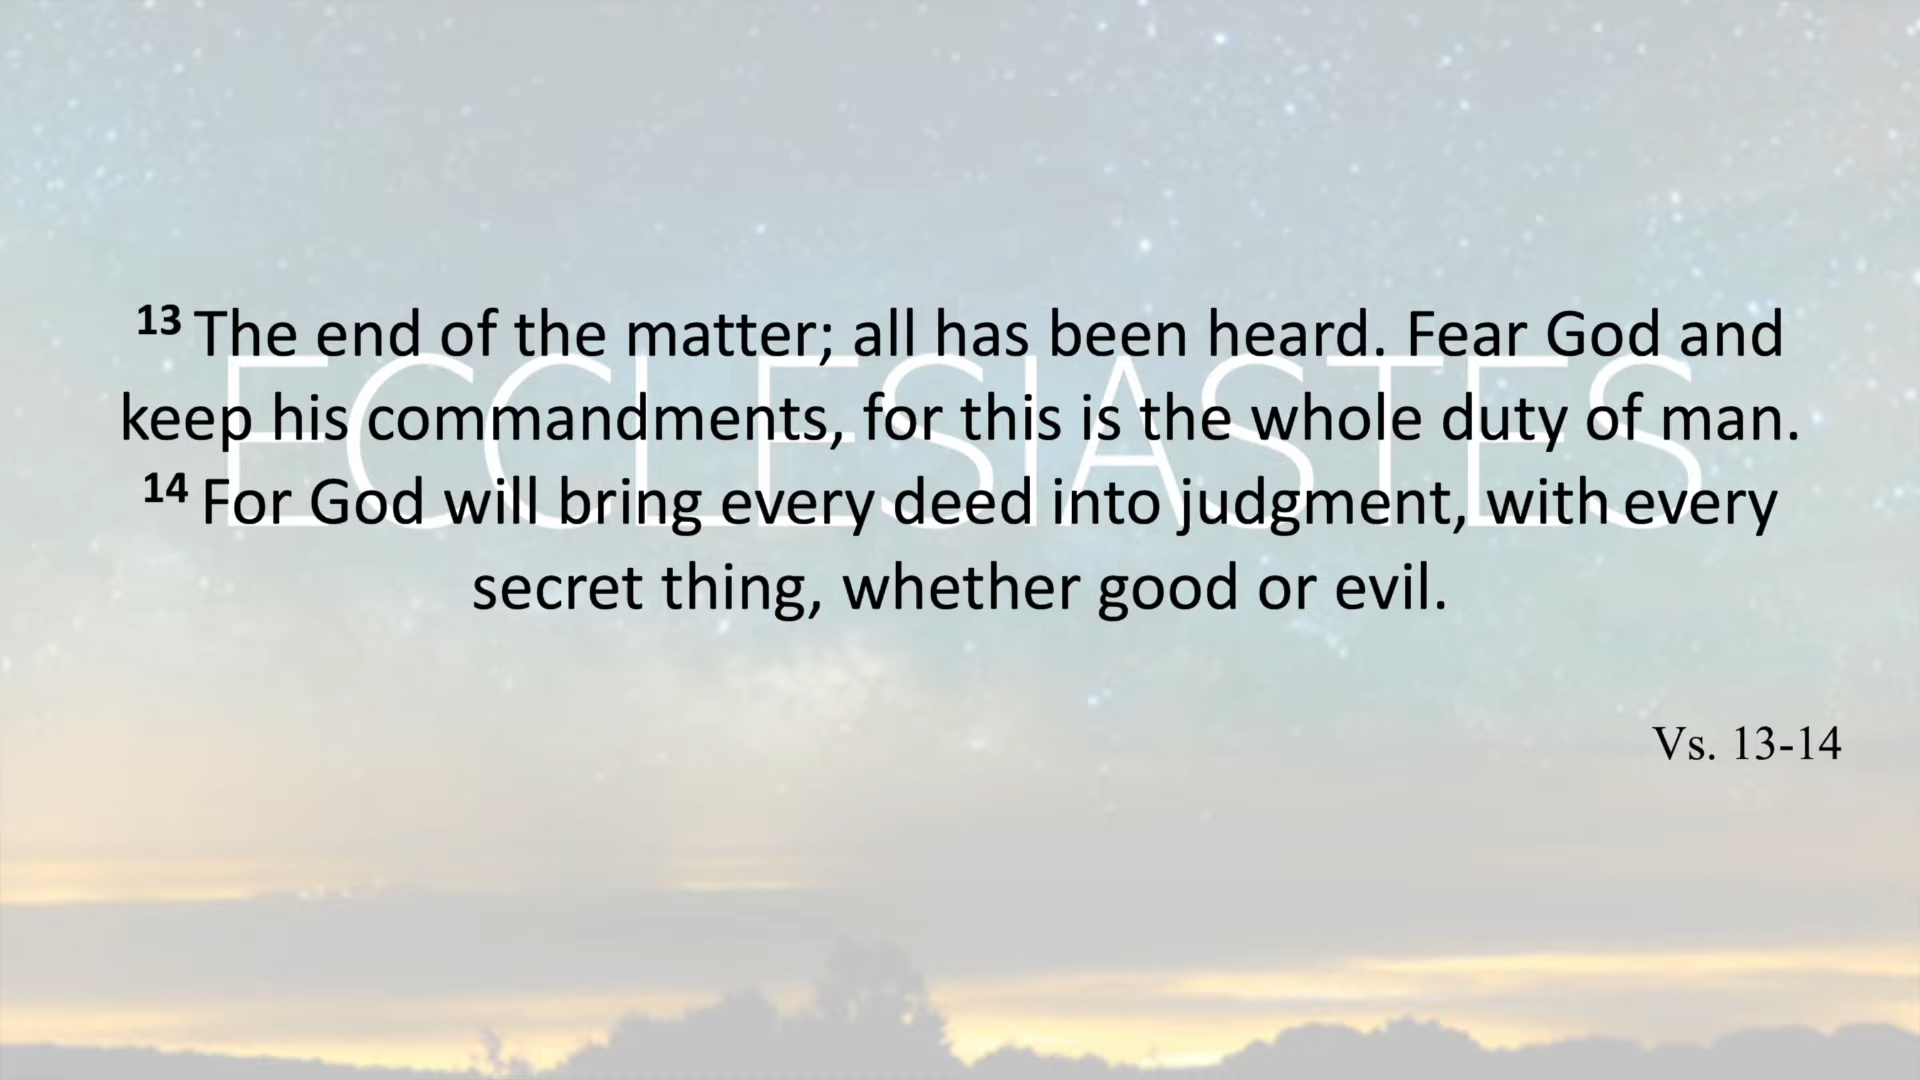 13 The end of the matter; all has been heard. Fear God and
keep his commandments, for this is the whole duty of man.
14 For God will bring every deed into judgment, with every
secret thing, whether good or evil.
ECCLESIASTES
Vs. 13-14